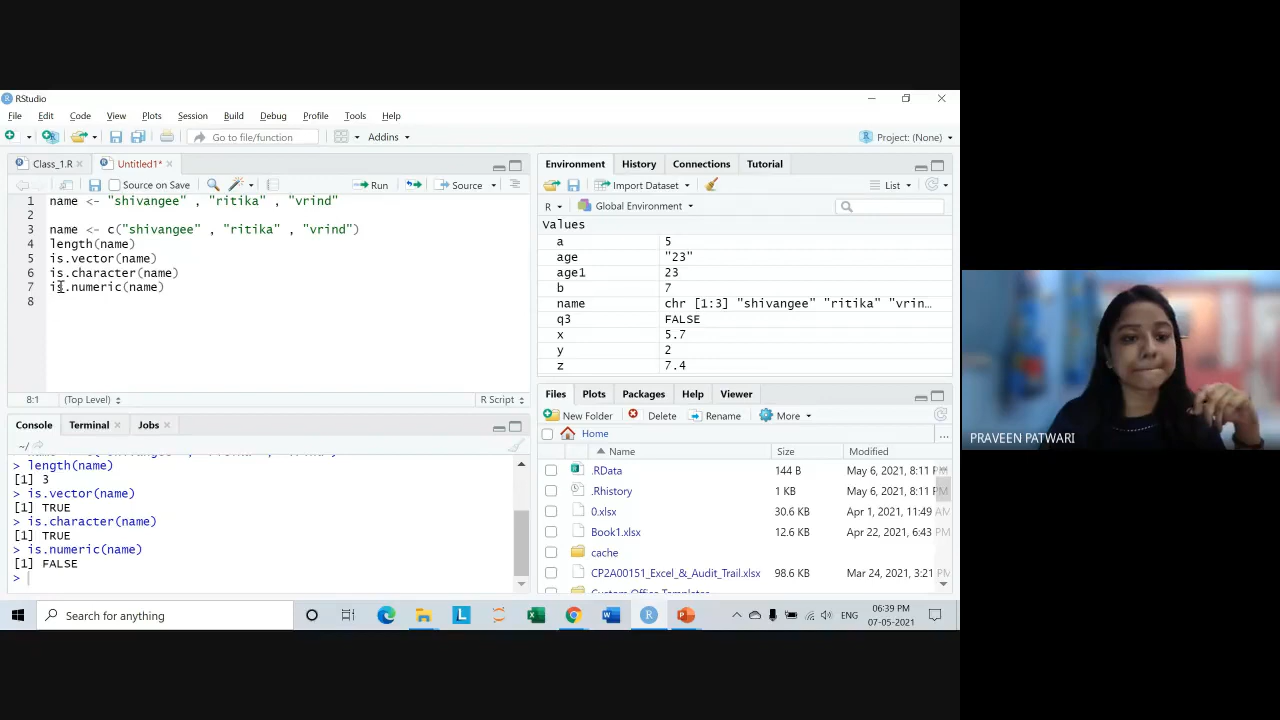 RStudio
File Edit Code View Plots Session Build Debug Profile Tools Help
Go to file/function Addins Project: (None)
Class_1.R Untitled1*
Source on Save Run Source
1 name <- "shivangee" , "ritika" , "vrind"
2
3 name <- c("shivangee" , "ritika" , "vrind")
4 length(name)
5 is.vector(name)
6 is.character(name)
7 is.numeric(name)
8
8:1 (Top Level) R Script
Console Terminal Jobs
~/
> length(name)
[1] 3
> is.vector(name)
[1] TRUE
> is.character(name)
[1] TRUE
> is.numeric(name)
[1] FALSE
>
Environment History Connections Tutorial
Import Dataset List
R Global Environment
Values
a 5
age "23"
age1 23
b 7
name chr [1:3] "shivangee" "ritika" "vrin…
q3 FALSE
x 5.7
y 2
z 7.4
Files Plots Packages Help Viewer
New Folder Delete Rename More
Home ...
Name Size Modified
.RData 144 B May 6, 2021, 8:11 PM
.Rhistory 1 KB May 6, 2021, 8:11 PM
0.xlsx 30.6 KB Apr 1, 2021, 11:49 AM
Book1.xlsx 12.6 KB Apr 22, 2021, 6:43 PM
cache
CP2A00151_Excel_&_Audit_Trail.xlsx 98.6 KB Mar 24, 2021, 3:21 P
PRAVEEN PATWARI
Search for anything
ENG
06:39 PM
07-05-2021